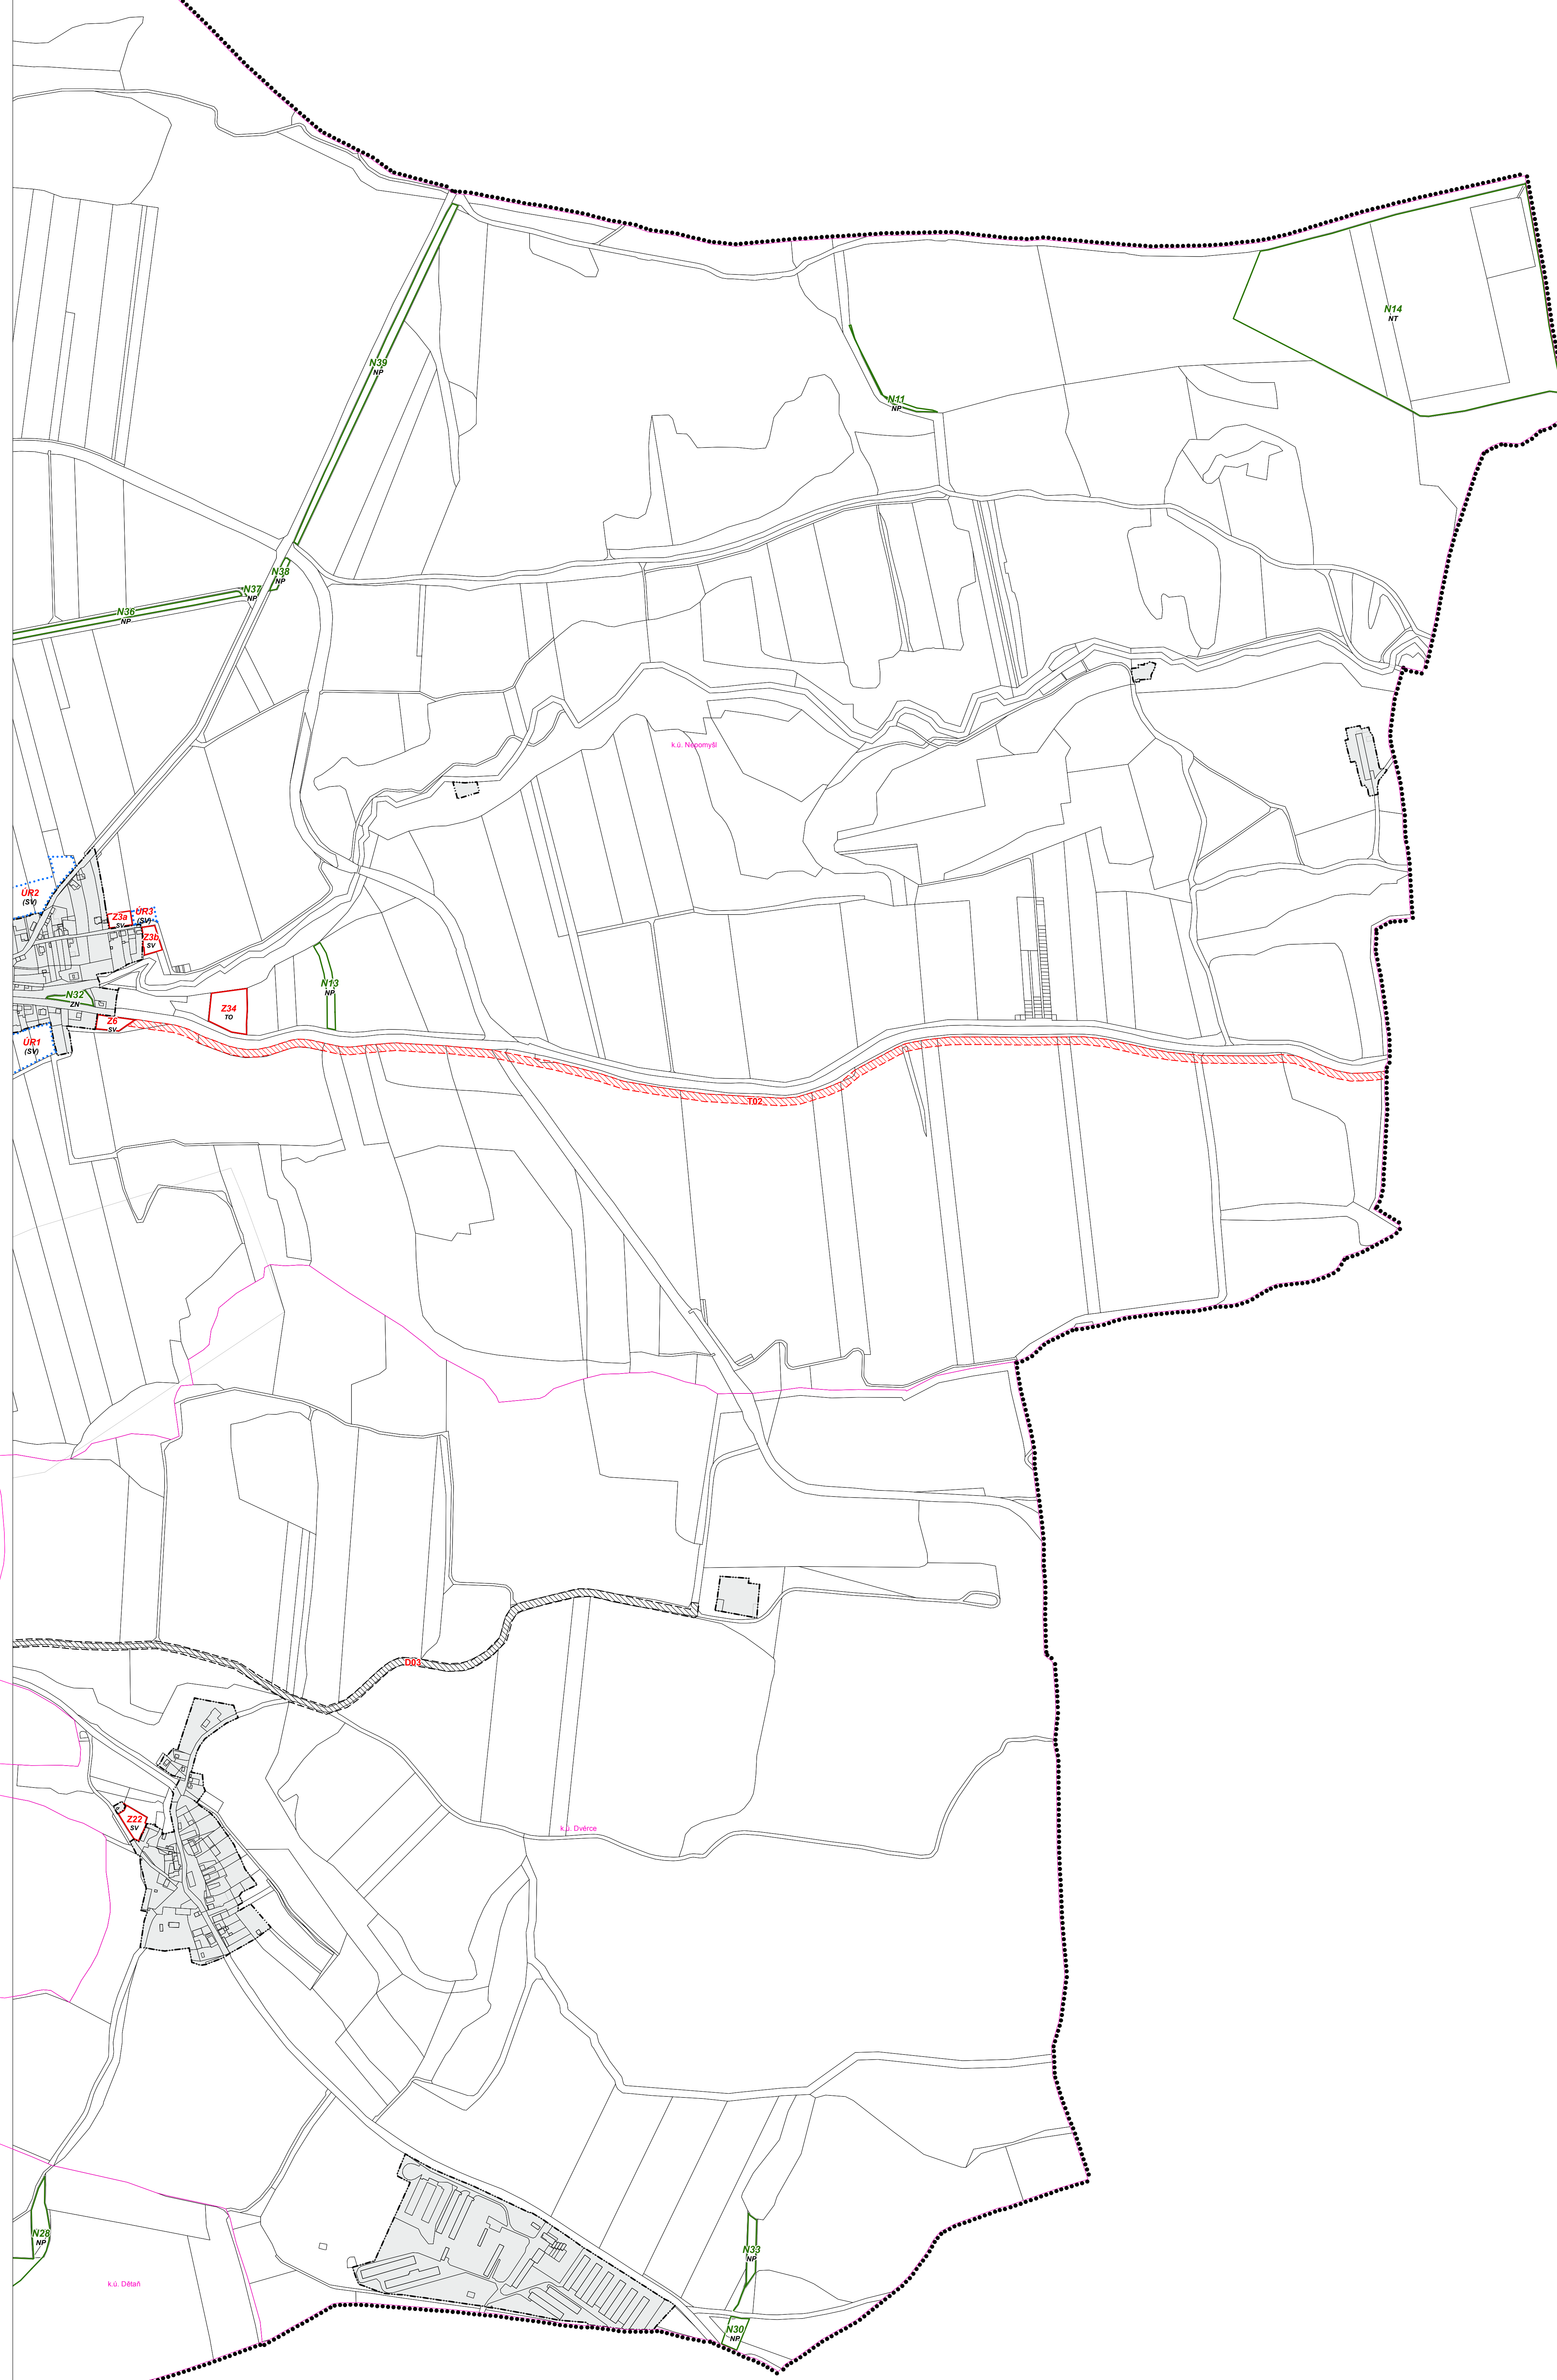 N14
NT
N39
NP
N11
NP
N38
NP
N37
NP
N36
NP
k.ú. Nepomyšl
ÚR2
(SV)
Z3a
SV
ÚR3
(SV)
Z3b
SV
N32
ZN
N13
NP
Z34
TO
Z6
SV
ÚR1
(SV)
T02
D03
Z22
SV
k.ú. Dvérce
N28
NP
N33
NP
k.ú. Dětaň
N30
NP